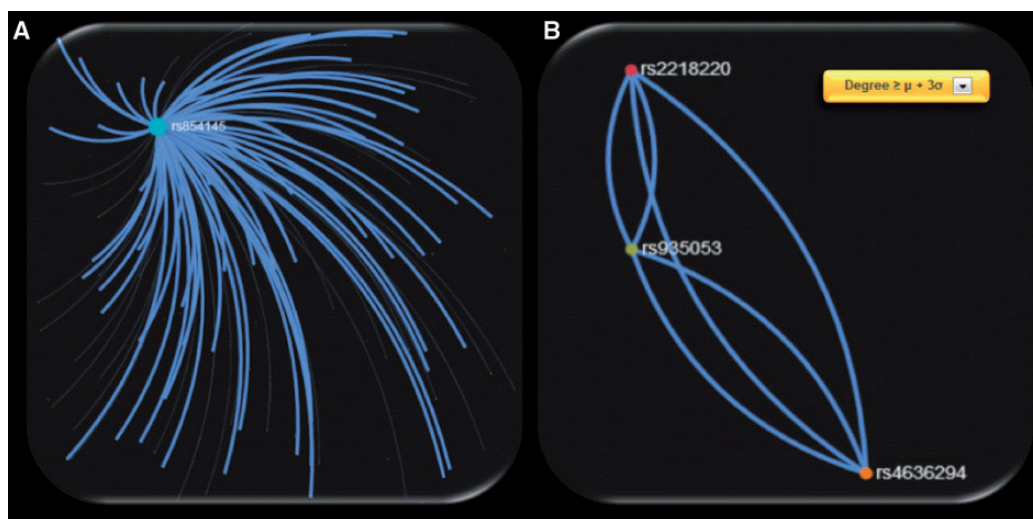 A
rs854145
B
rs2218220
Degree ≥ μ + 3σ
rs935053
rs4636294